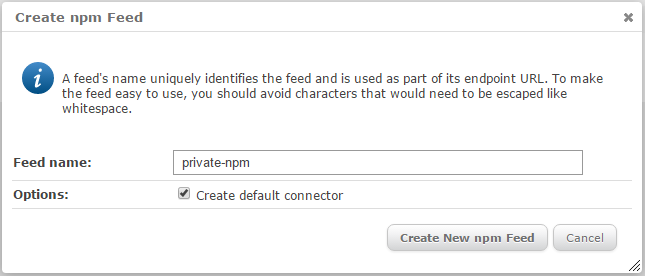 Create npm Feed
A feed's name uniquely identifies the feed and is used as part of its endpoint URL. To make
the feed easy to use, you should avoid characters that would need to be escaped like
whitespace.
Feed name: private-npm
Options: Create default connector
Create New npm Feed Cancel